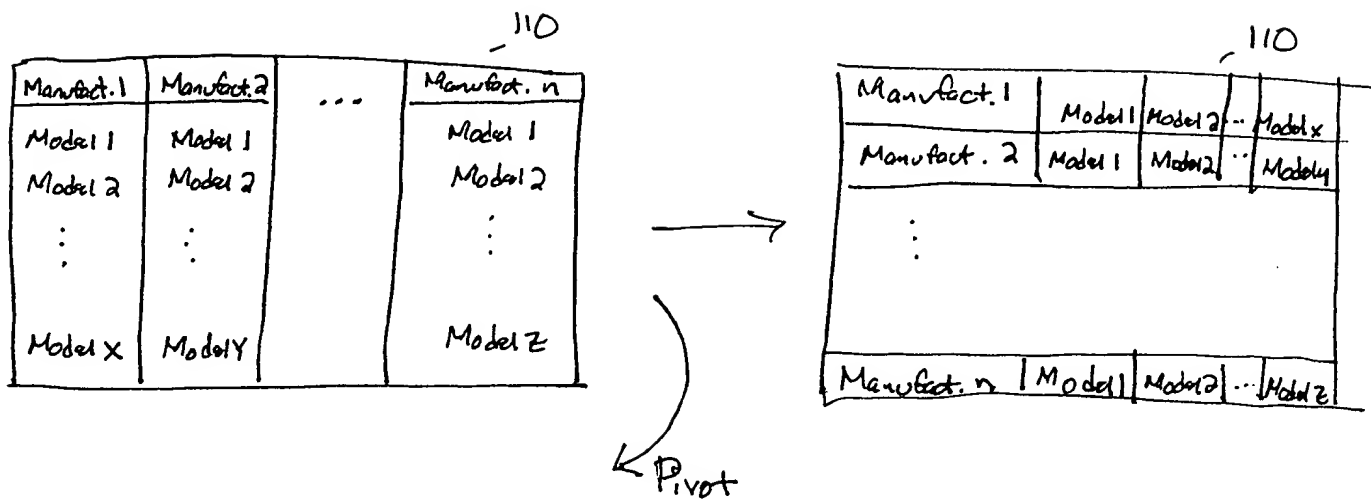 110
Manufact. 1 Manufact. 2 ... Manufact. n
Model 1 Model 1 Model 1
Model 2 Model 2 Model 2
Model X Model Y Model Z
110
Manufact. 1 Model 1 Model 2 ... Model x
Manufact. 2 Model 1 Model 2 ... Model y
Manufact. n Model 1 Model 2 ... Model z
Pivot